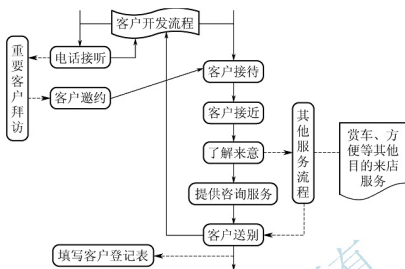 客户开发流程
电话接听
重要客户拜访
客户邀约
客户接待
客户接近
了解来意
其他服务流程
赏车、方
便等其他
目的来店
服务
提供咨询服务
客户送别
填写客户登记表